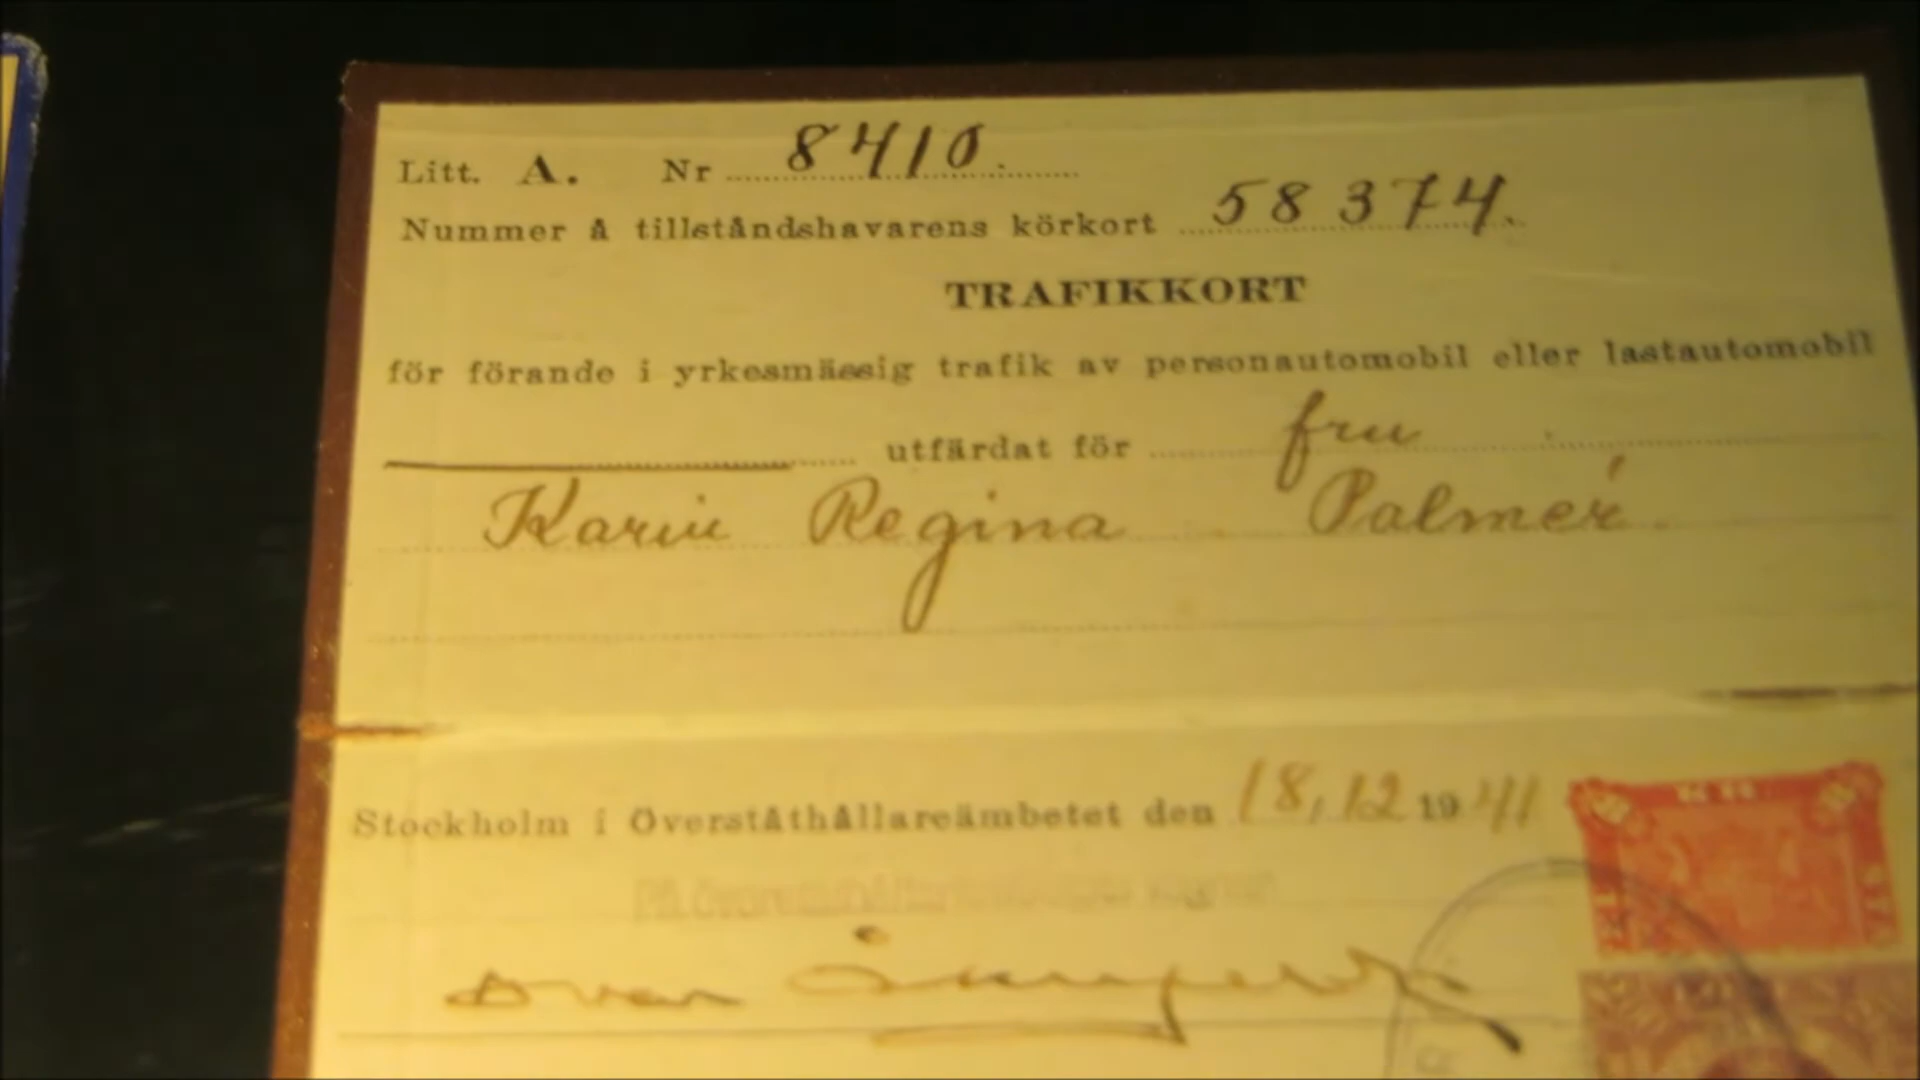 Litt. A. Nr 8410.
Nummer å tillståndshavarens körkort 58374.
TRAFIKKORT
för förande i yrkesmässig trafik av personautomobil eller lastautomobil
utfärdat för fru
Karin Regina Palmér
Stockholm i Överståthållareämbetet den 18,12 1941